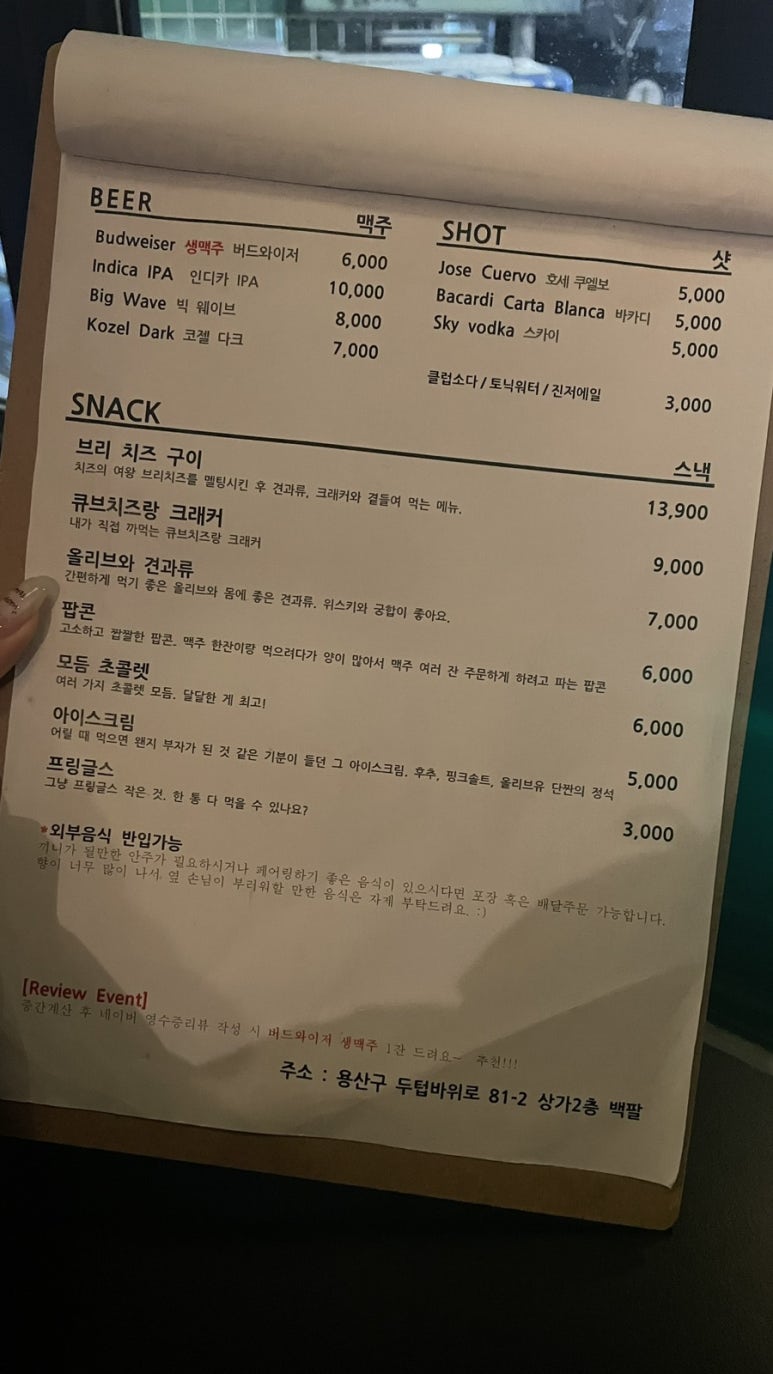 BEER 맥주
Budweiser 생맥주 버드와이저 6,000
Indica IPA 인디카 IPA 10,000
Big Wave 빅 웨이브 8,000
Kozel Dark 코젤 다크 7,000
SHOT 샷
Jose Cuervo 호세 쿠엘보 5,000
Bacardi Carta Blanca 바카디 5,000
Sky vodka 스카이 5,000
클럽소다 / 토닉워터 / 진저에일 3,000
SNACK 스낵
브리 치즈 구이 13,900
치즈의 여왕 브리치즈를 멜팅시킨 후 견과류, 크래커와 곁들여 먹는 메뉴.
큐브치즈랑 크래커 9,000
내가 직접 까먹는 큐브치즈랑 크래커
올리브와 견과류 7,000
간편하게 먹기 좋은 올리브와 몸에 좋은 견과류. 위스키와 궁합이 좋아요.
팝콘 6,000
고소하고 짭짤한 팝콘. 맥주 한잔이랑 먹으려다가 양이 많아서 맥주 여러 잔 주문하게 하려고 파는 팝콘
모듬 초콜렛 6,000
여러 가지 초콜렛 모듬. 달달한 게 최고!
아이스크림 5,000
어릴 때 먹으면 왠지 부자가 된 것 같은 기분이 들던 그 아이스크림. 후추, 핑크솔트, 올리브유 단짠의 정석
프링글스 3,000
그냥 프링글스 작은 것. 한 통 다 먹을 수 있나요?
*외부음식 반입가능
끼니가 될만한 안주가 필요하시거나 페어링하기 좋은 음식이 있으시다면 포장 혹은 배달주문 가능합니다.
향이 너무 많이 나서 옆 손님이 부러워할 만한 음식은 자제 부탁드려요. :)
[Review Event]
중간계산 후 네이버 영수증리뷰 작성 시 버드와이저 생맥주 1잔 드려요~ 추천!!!
주소 : 용산구 두텁바위로 81-2 상가2층 백팔